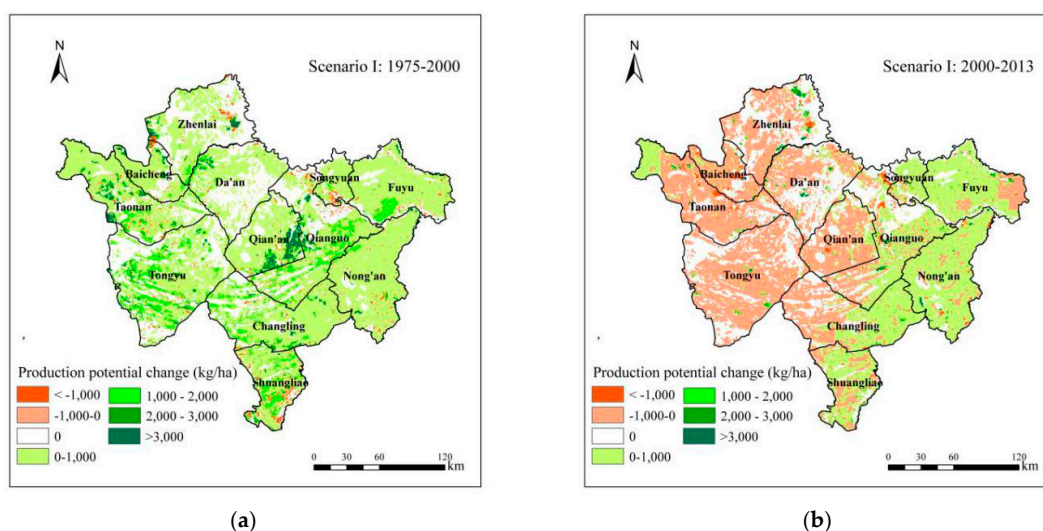 N
Scenario I: 1975-2000
Zhenlai
Baicheng
Da'an
Songyuan
Fuyu
Taonan
Qian'an
Qianguo
Tongyu
Nong'an
Changling
,
Production potential change (kg/ha)
Shuangliao
< -1,000
1,000 - 2,000
-1,000-0
2,000 - 3,000
0
>3,000
0-1,000
0 30 60 120
km
(a)
N
Scenario I: 2000-2013
Zhenlai
Baicheng
Da'an
Songyuan
Fuyu
Taonan
Qian'an
Qianguo
Tongyu
Nong'an
Changling
,
Production potential change (kg/ha)
Shuangliao
< -1,000
1,000 - 2,000
-1,000-0
2,000 - 3,000
0
>3,000
0-1,000
0 30 60 120
km
(b)